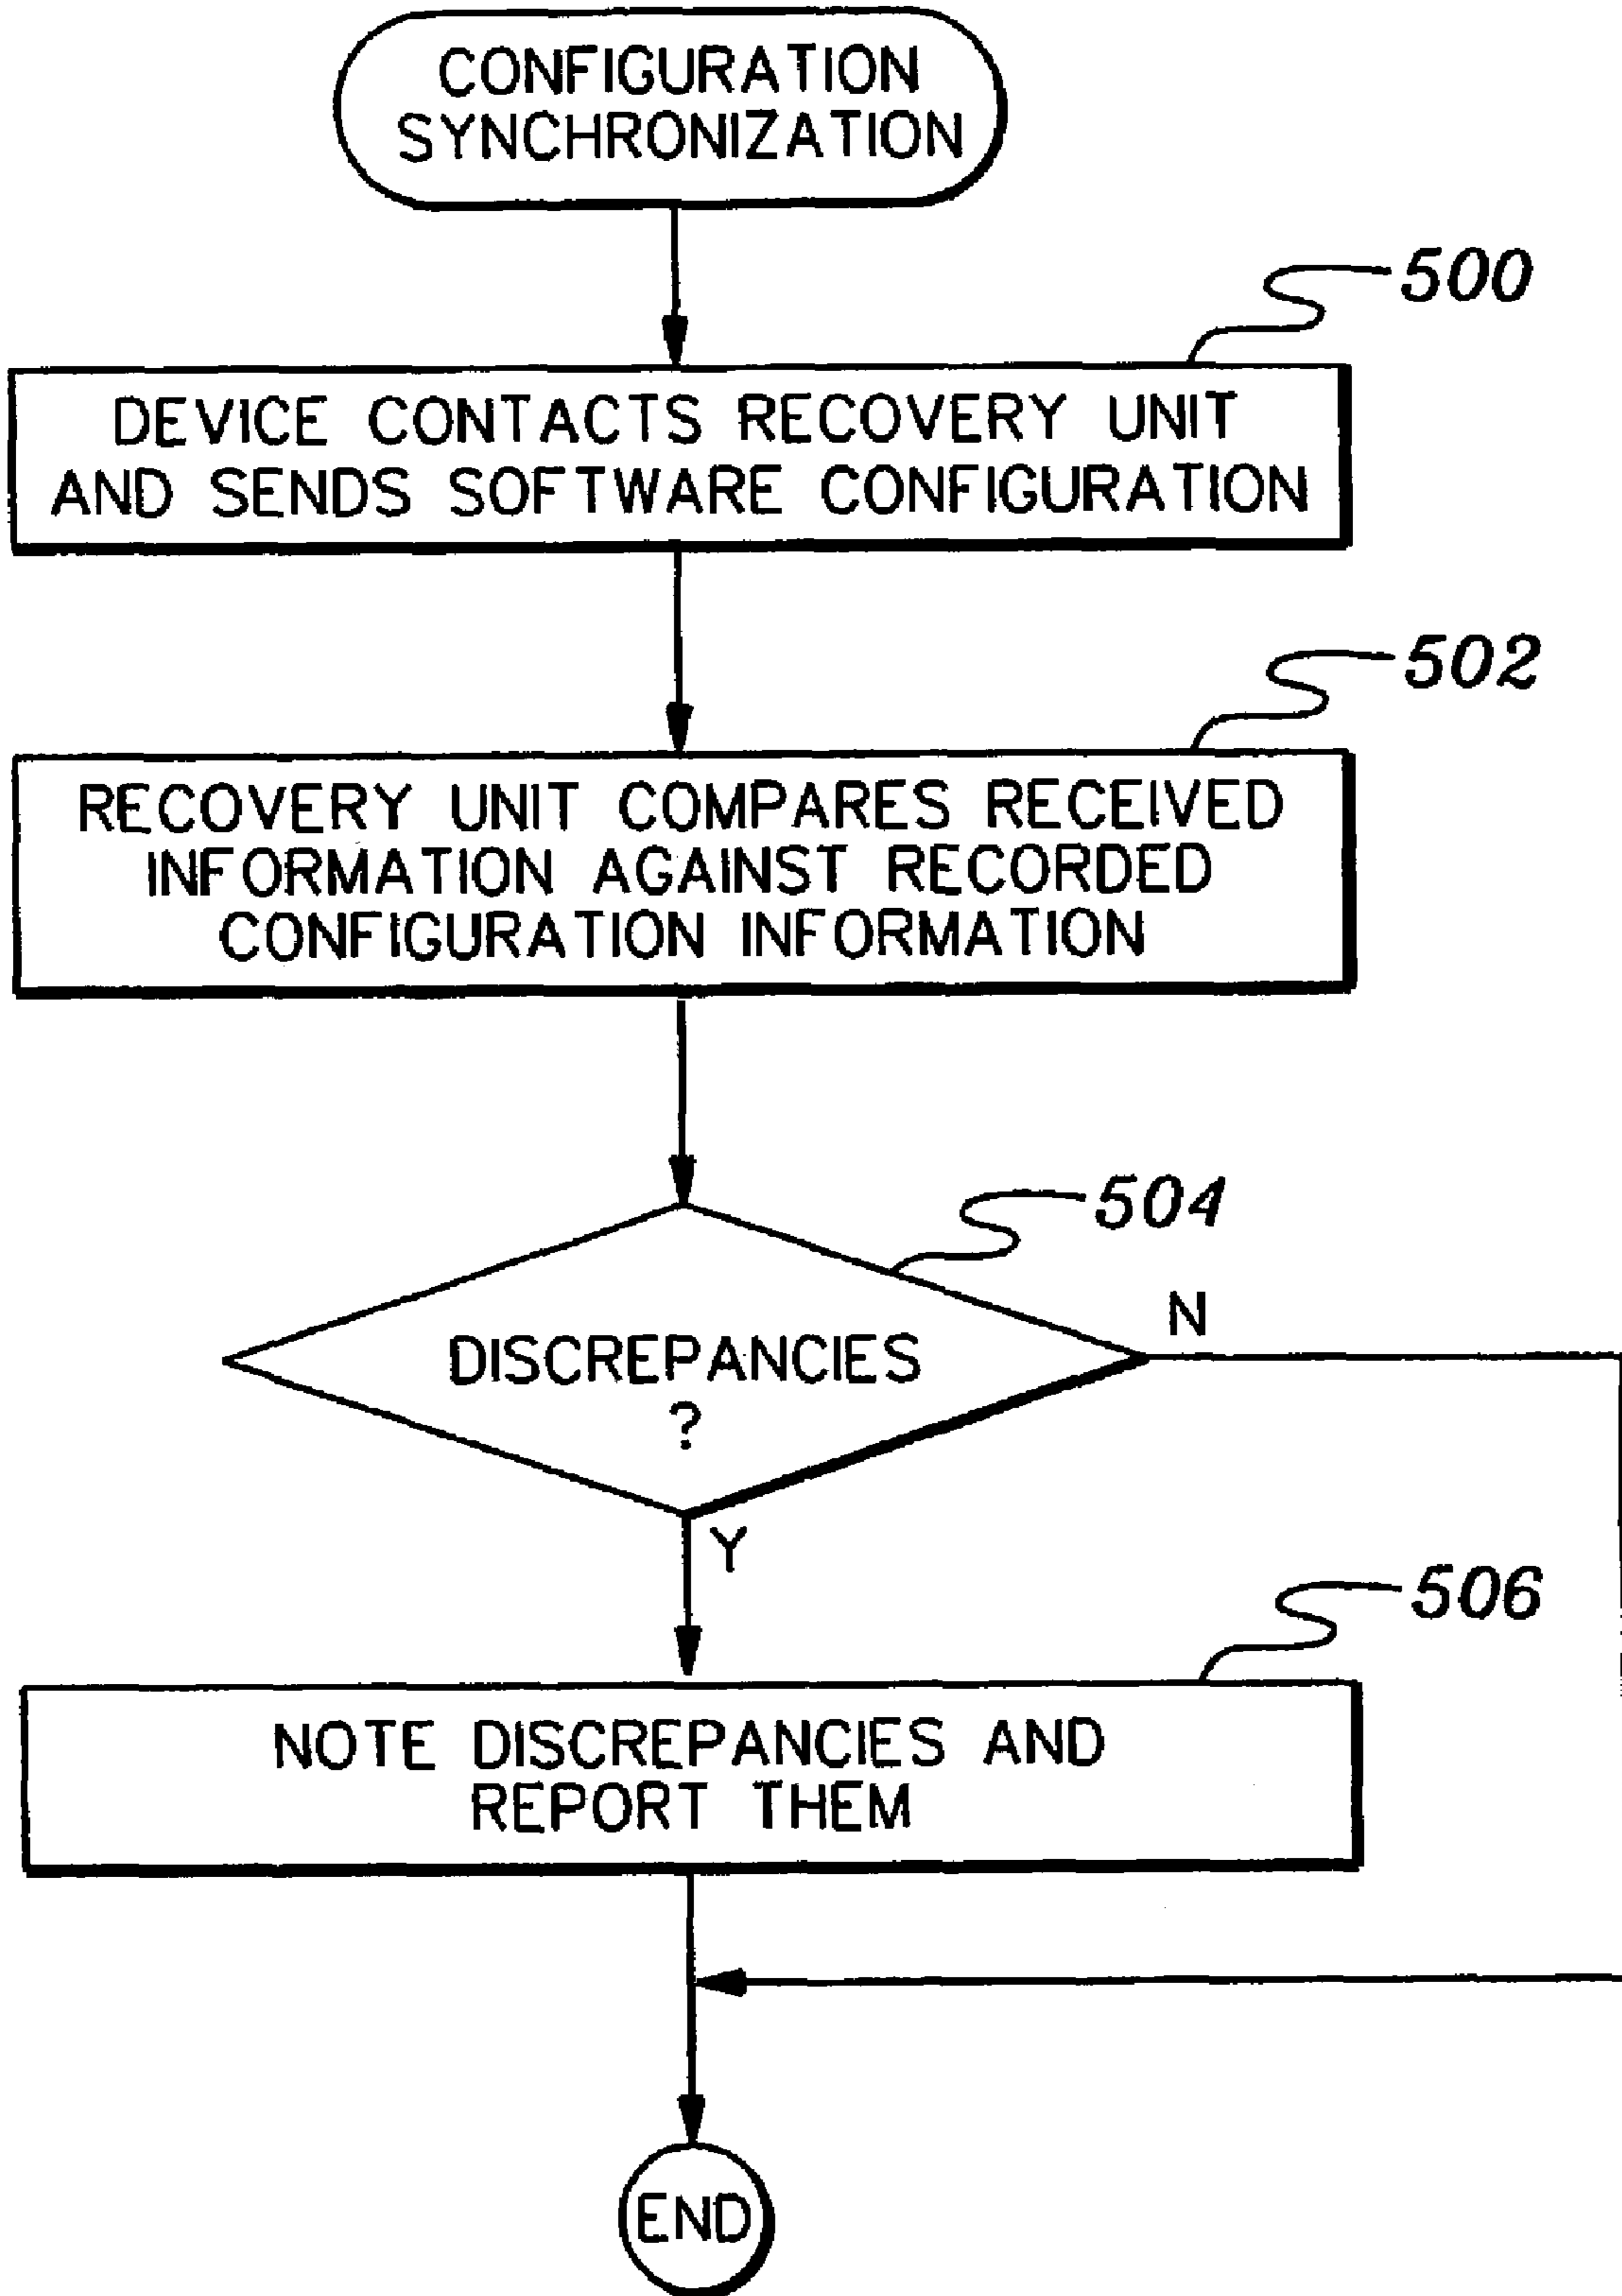 CONFIGURATION
SYNCHRONIZATION
500
DEVICE CONTACTS RECOVERY UNIT
AND SENDS SOFTWARE CONFIGURATION
502
RECOVERY UNIT COMPARES RECEIVED
INFORMATION AGAINST RECORDED
CONFIGURATION INFORMATION
504
N
DISCREPANCIES
?
Y
506
NOTE DISCREPANCIES AND
REPORT THEM
END